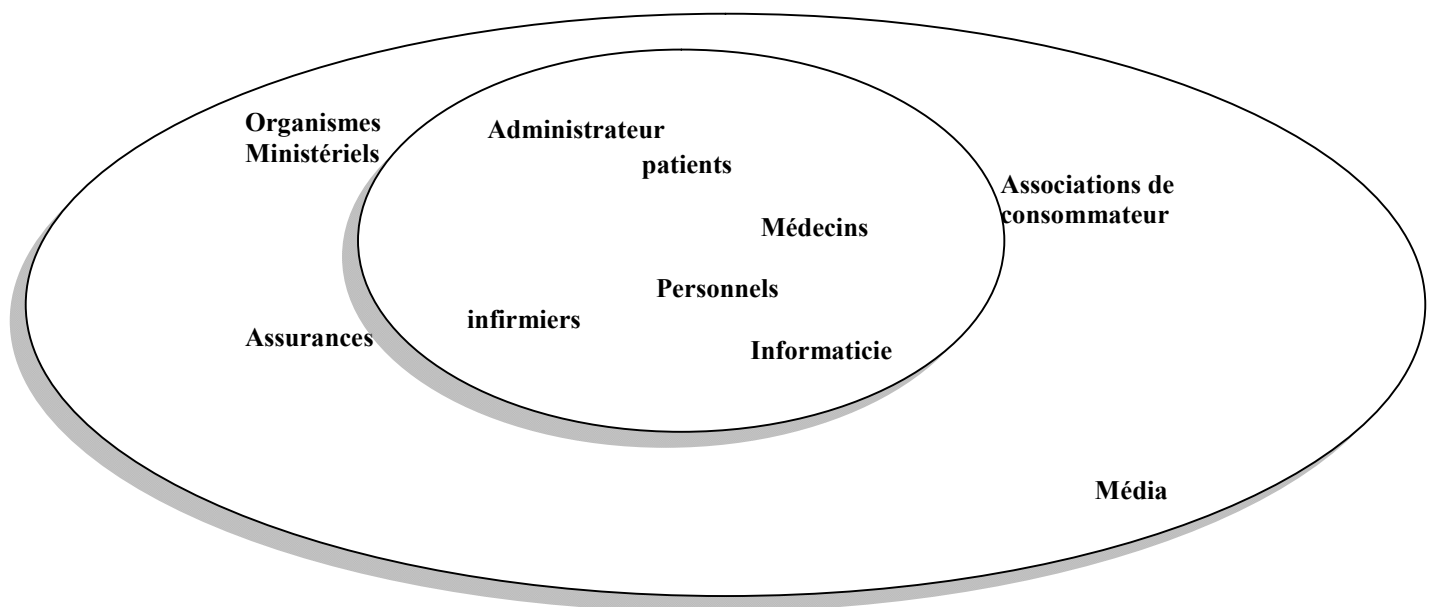 Organismes
Ministériels
Administrateur
patients
Associations de
consommateur
Médecins
Personnels
infirmiers
Assurances
Informaticie
Média